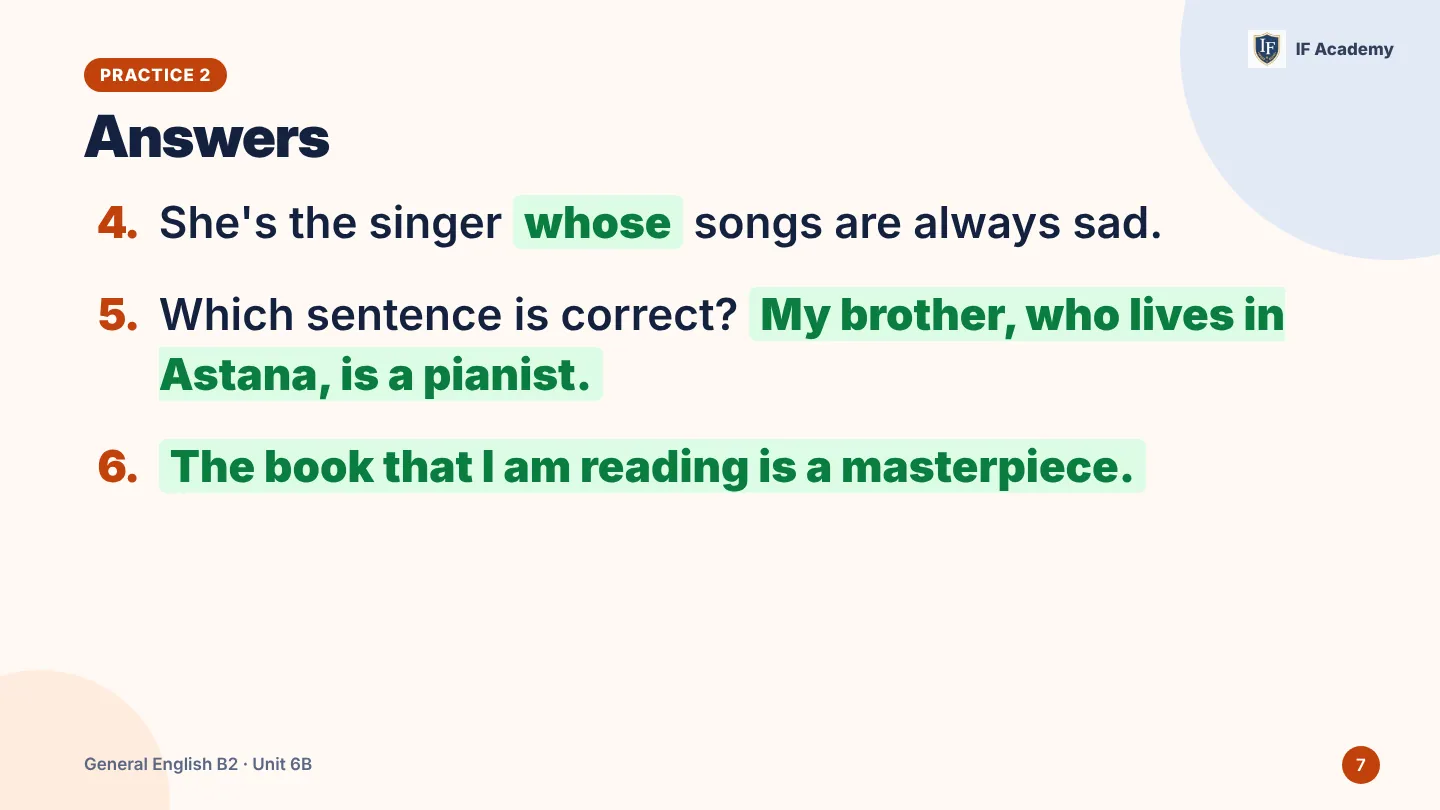 IF Academy
PRACTICE 2
Answers
4. She's the singer whose songs are always sad.
5. Which sentence is correct? My brother, who lives in
Astana, is a pianist.
6. The book that I am reading is a masterpiece.
General English B2 · Unit 6B
7